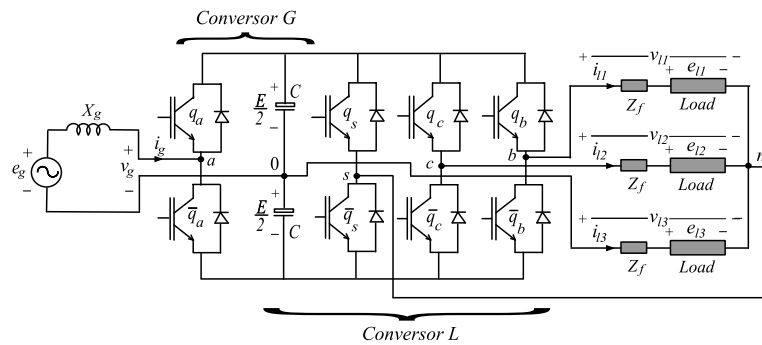 Conversor G
+ v_l1 −
i_l1 + e_l1 −
Z_f Load
+ E/2 − C
q_a q_s q_c q_b
X_g
i_g
+ e_g −
+ v_g −
a 0 s c b
+ v_l2 −
i_l2 + e_l2 −
Z_f Load
n
+ E/2 − C
q̅_a q̅_s q̅_c q̅_b
+ v_l3 −
i_l3 + e_l3 −
Z_f Load
Conversor L